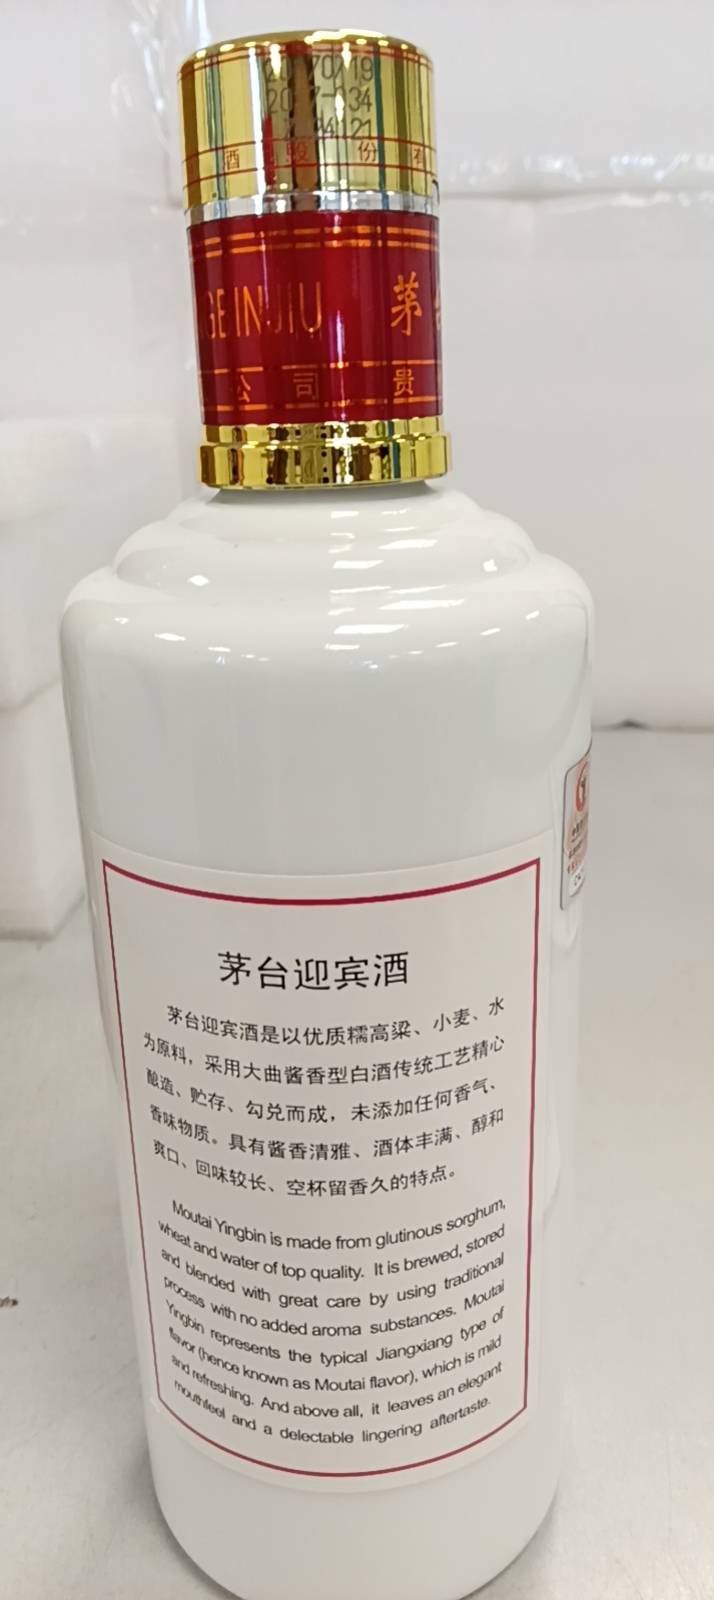 酒 股 份 有
GEINJIU 茅
公 司 贵
茅台迎宾酒
茅台迎宾酒是以优质糯高粱、小麦、水
为原料，采用大曲酱香型白酒传统工艺精心
酿造、贮存、勾兑而成，未添加任何香气、
香味物质。具有酱香清雅、酒体丰满、醇和
爽口、回味较长、空杯留香久的特点。
Moutai Yingbin is made from glutinous sorghum,
wheat and water of top quality. It is brewed, stored
and blended with great care by using traditional
process with no added aroma substances. Moutai
Yingbin represents the typical Jiangxiang type of
flavor (hence known as Moutai flavor), which is mild
and refreshing. And above all, it leaves an elegant
mouthfeel and a delectable lingering aftertaste.